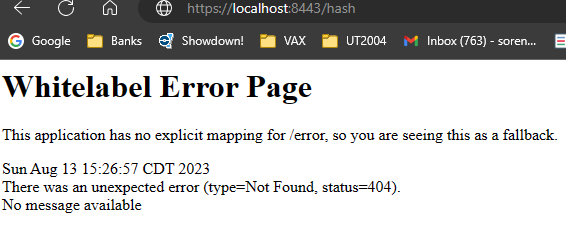 https://localhost:8443/hash
Google Banks Showdown! VAX UT2004 Inbox (763) - soren...
Whitelabel Error Page
This application has no explicit mapping for /error, so you are seeing this as a fallback.
Sun Aug 13 15:26:57 CDT 2023
There was an unexpected error (type=Not Found, status=404).
No message available